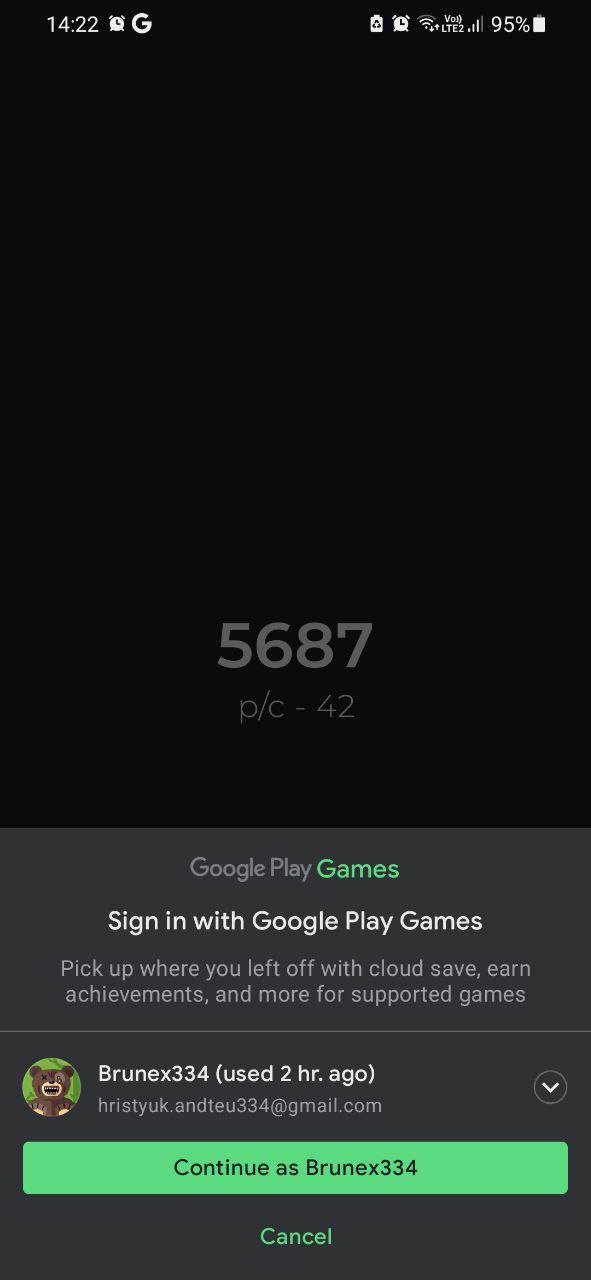 14:22 G Vo)) LTE2 95%
5687
p/c - 42
Google Play Games
Sign in with Google Play Games
Pick up where you left off with cloud save, earn
achievements, and more for supported games
Brunex334 (used 2 hr. ago)
hristyuk.andteu334@gmail.com
Continue as Brunex334
Cancel